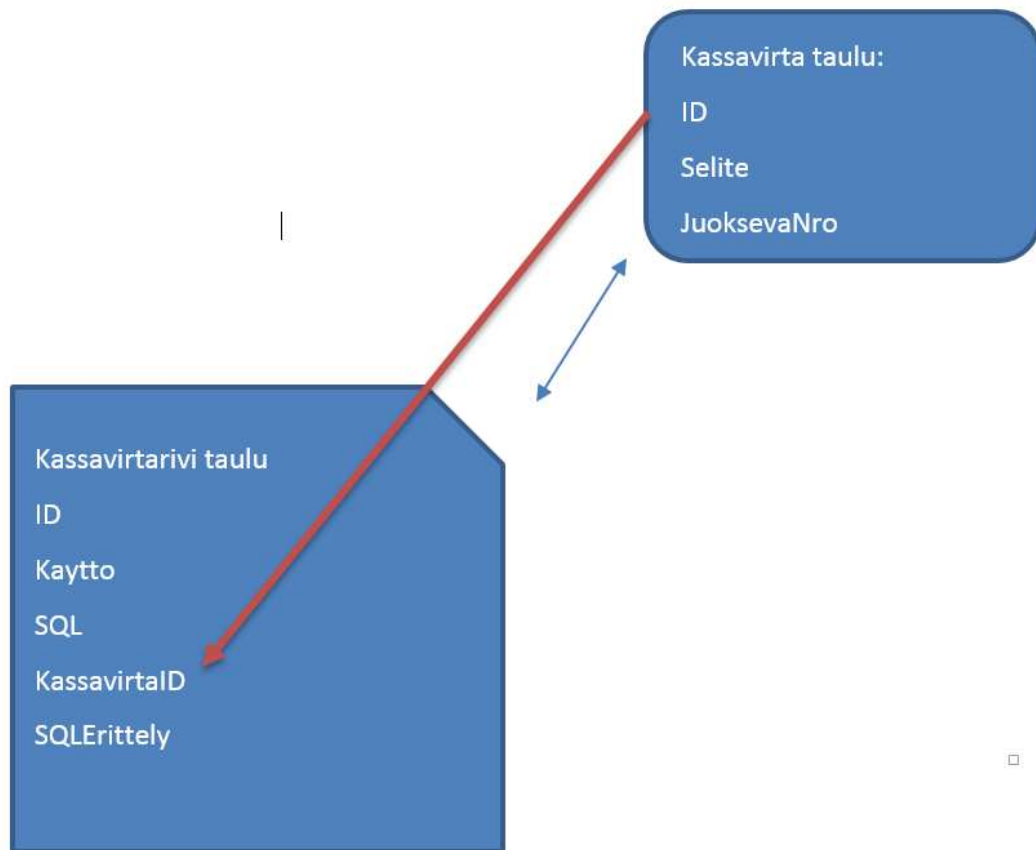 Kassavirta taulu:
ID
Selite
JuoksevaNro
Kassavirtarivi taulu
ID
Kaytto
SQL
KassavirtaID
SQLErittely